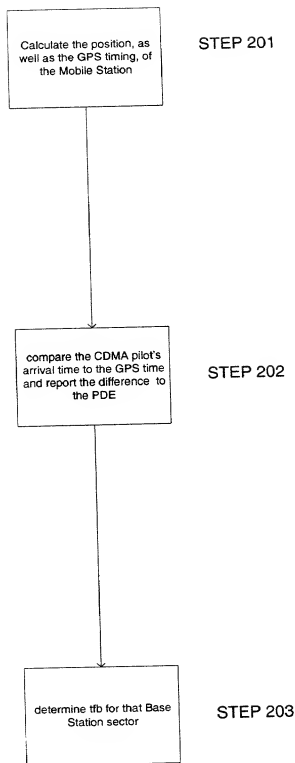 Calculate the position, as
well as the GPS timing, of
the Mobile Station
STEP 201
compare the CDMA pilot's
arrival time to the GPS time
and report the difference to
the PDE
STEP 202
determine tfb for that Base
Station sector
STEP 203